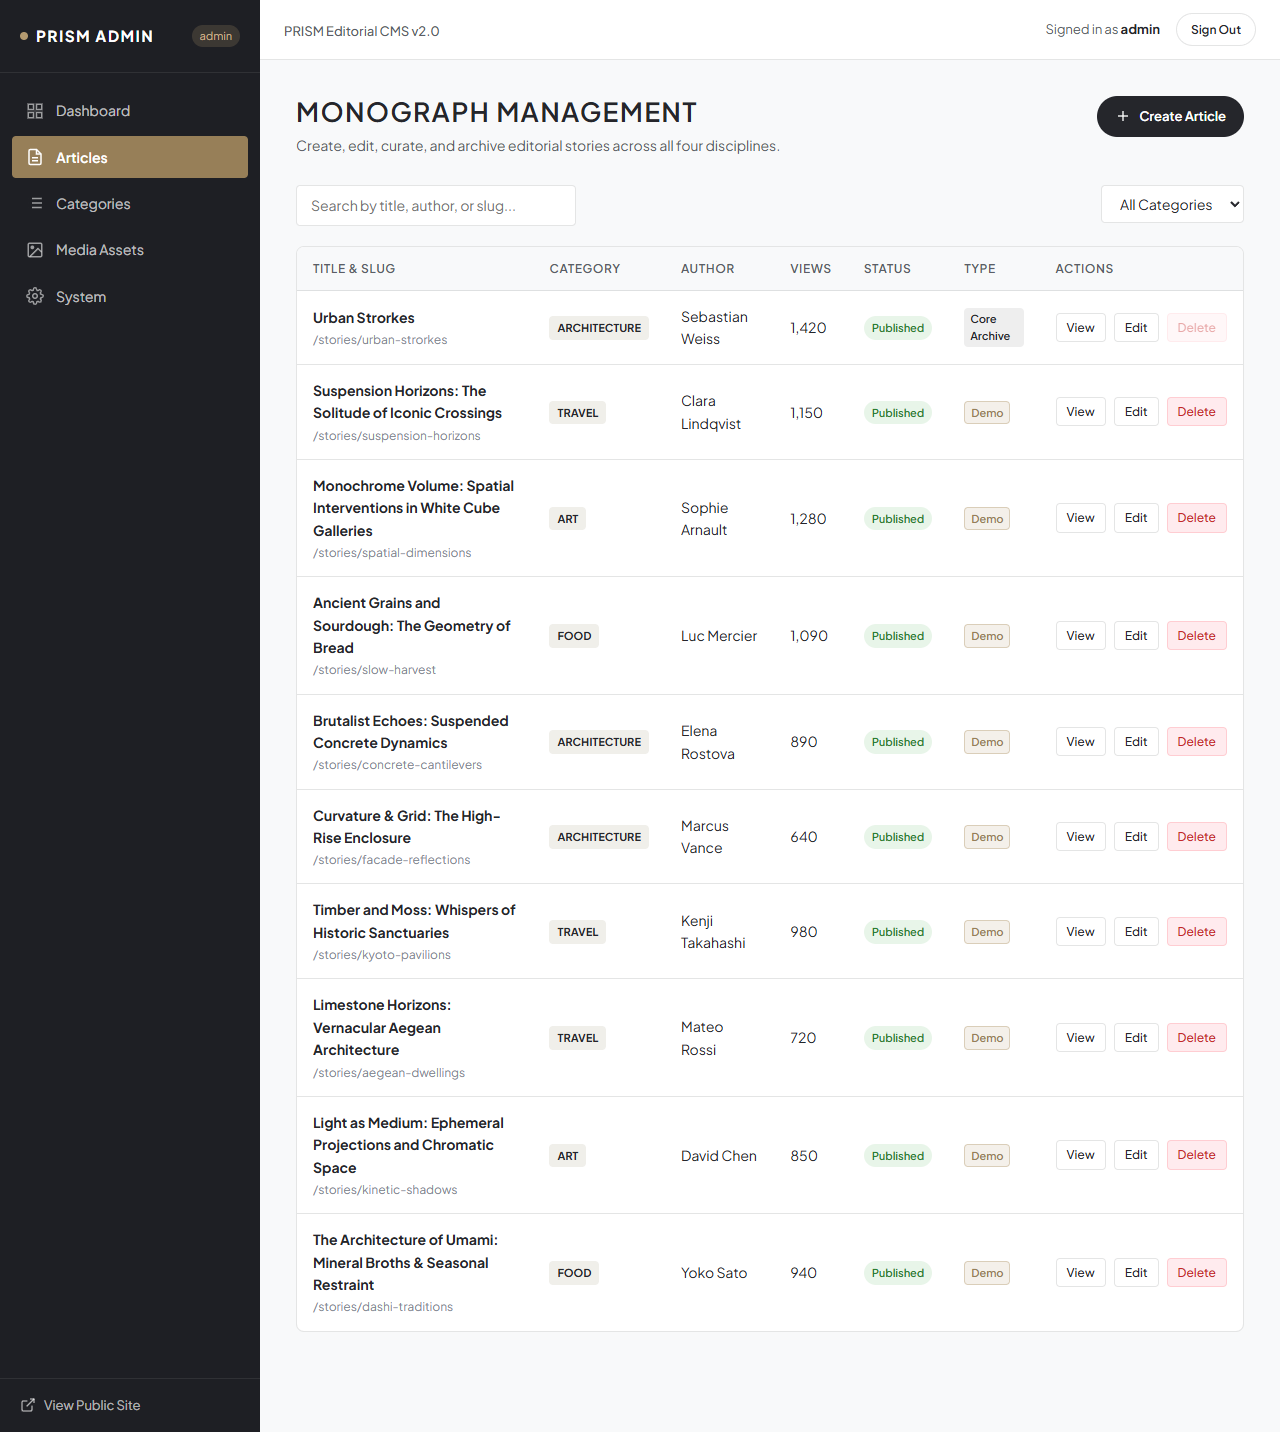 PRISM ADMIN
admin
Dashboard
Articles
Categories
Media Assets
System
View Public Site
PRISM Editorial CMS v2.0
Signed in as admin
Sign Out
MONOGRAPH MANAGEMENT
Create, edit, curate, and archive editorial stories across all four disciplines.
+ Create Article
Search by title, author, or slug...
All Categories
TITLE & SLUG CATEGORY AUTHOR VIEWS STATUS TYPE ACTIONS
Urban Strorkes
/stories/urban-strorkes
ARCHITECTURE
Sebastian
Weiss
1,420
Published
Core
Archive
View Edit Delete
Suspension Horizons: The
Solitude of Iconic Crossings
/stories/suspension-horizons
TRAVEL
Clara
Lindqvist
1,150
Published
Demo
View Edit Delete
Monochrome Volume: Spatial
Interventions in White Cube
Galleries
/stories/spatial-dimensions
ART
Sophie
Arnault
1,280
Published
Demo
View Edit Delete
Ancient Grains and
Sourdough: The Geometry of
Bread
/stories/slow-harvest
FOOD
Luc Mercier
1,090
Published
Demo
View Edit Delete
Brutalist Echoes: Suspended
Concrete Dynamics
/stories/concrete-cantilevers
ARCHITECTURE
Elena
Rostova
890
Published
Demo
View Edit Delete
Curvature & Grid: The High-
Rise Enclosure
/stories/facade-reflections
ARCHITECTURE
Marcus
Vance
640
Published
Demo
View Edit Delete
Timber and Moss: Whispers of
Historic Sanctuaries
/stories/kyoto-pavilions
TRAVEL
Kenji
Takahashi
980
Published
Demo
View Edit Delete
Limestone Horizons:
Vernacular Aegean
Architecture
/stories/aegean-dwellings
TRAVEL
Mateo
Rossi
720
Published
Demo
View Edit Delete
Light as Medium: Ephemeral
Projections and Chromatic
Space
/stories/kinetic-shadows
ART
David Chen
850
Published
Demo
View Edit Delete
The Architecture of Umami:
Mineral Broths & Seasonal
Restraint
/stories/dashi-traditions
FOOD
Yoko Sato
940
Published
Demo
View Edit Delete